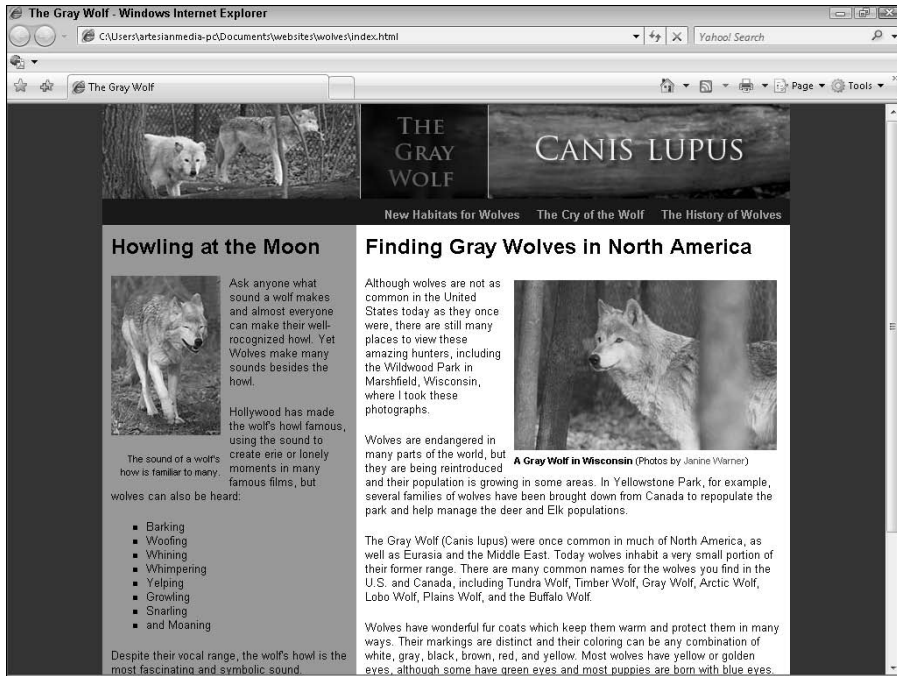 The Gray Wolf - Windows Internet Explorer
C:\Users\artesianmedia-pc\Documents\websites\wolves\index.html
Yahoo! Search
The Gray Wolf
Page
Tools
THE
GRAY
WOLF
CANIS LUPUS
New Habitats for Wolves The Cry of the Wolf The History of Wolves
Howling at the Moon
Ask anyone what
sound a wolf makes
and almost everyone
can make their well-
recognized howl. Yet
Wolves make many
sounds besides the
howl.
Hollywood has made
the wolf's howl famous,
using the sound to
create erie or lonely
moments in many
famous films, but
The sound of a wolf's
how is familiar to many.
wolves can also be heard:
Barking
Woofing
Whining
Whimpering
Yelping
Growling
Snarling
and Moaning
Despite their vocal range, the wolf's howl is the
most fascinating and symbolic sound.
Finding Gray Wolves in North America
Although wolves are not as
common in the United
States today as they once
were, there are still many
places to view these
amazing hunters, including
the Wildwood Park in
Marshfield, Wisconsin,
where I took these
photographs.
A Gray Wolf in Wisconsin (Photos by Janine Warner)
Wolves are endangered in
many parts of the world, but
they are being reintroduced
and their population is growing in some areas. In Yellowstone Park, for example,
several families of wolves have been brought down from Canada to repopulate the
park and help manage the deer and Elk populations.
The Gray Wolf (Canis lupus) were once common in much of North America, as
well as Eurasia and the Middle East. Today wolves inhabit a very small portion of
their former range. There are many common names for the wolves you find in the
U.S. and Canada, including Tundra Wolf, Timber Wolf, Gray Wolf, Arctic Wolf,
Lobo Wolf, Plains Wolf, and the Buffalo Wolf.
Wolves have wonderful fur coats which keep them warm and protect them in many
ways. Their markings are distinct and their coloring can be any combination of
white, gray, black, brown, red, and yellow. Most wolves have yellow or golden
eyes, although some have green eyes and most puppies are born with blue eyes.